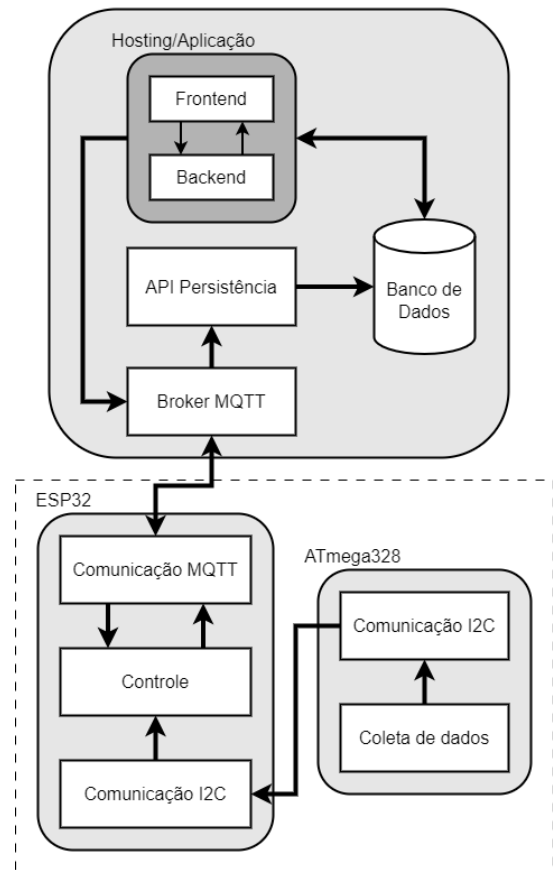 Hosting/Aplicação
Frontend
Backend
API Persistência
Banco de
Dados
Broker MQTT
ESP32
Comunicação MQTT
Controle
Comunicação I2C
ATmega328
Comunicação I2C
Coleta de dados